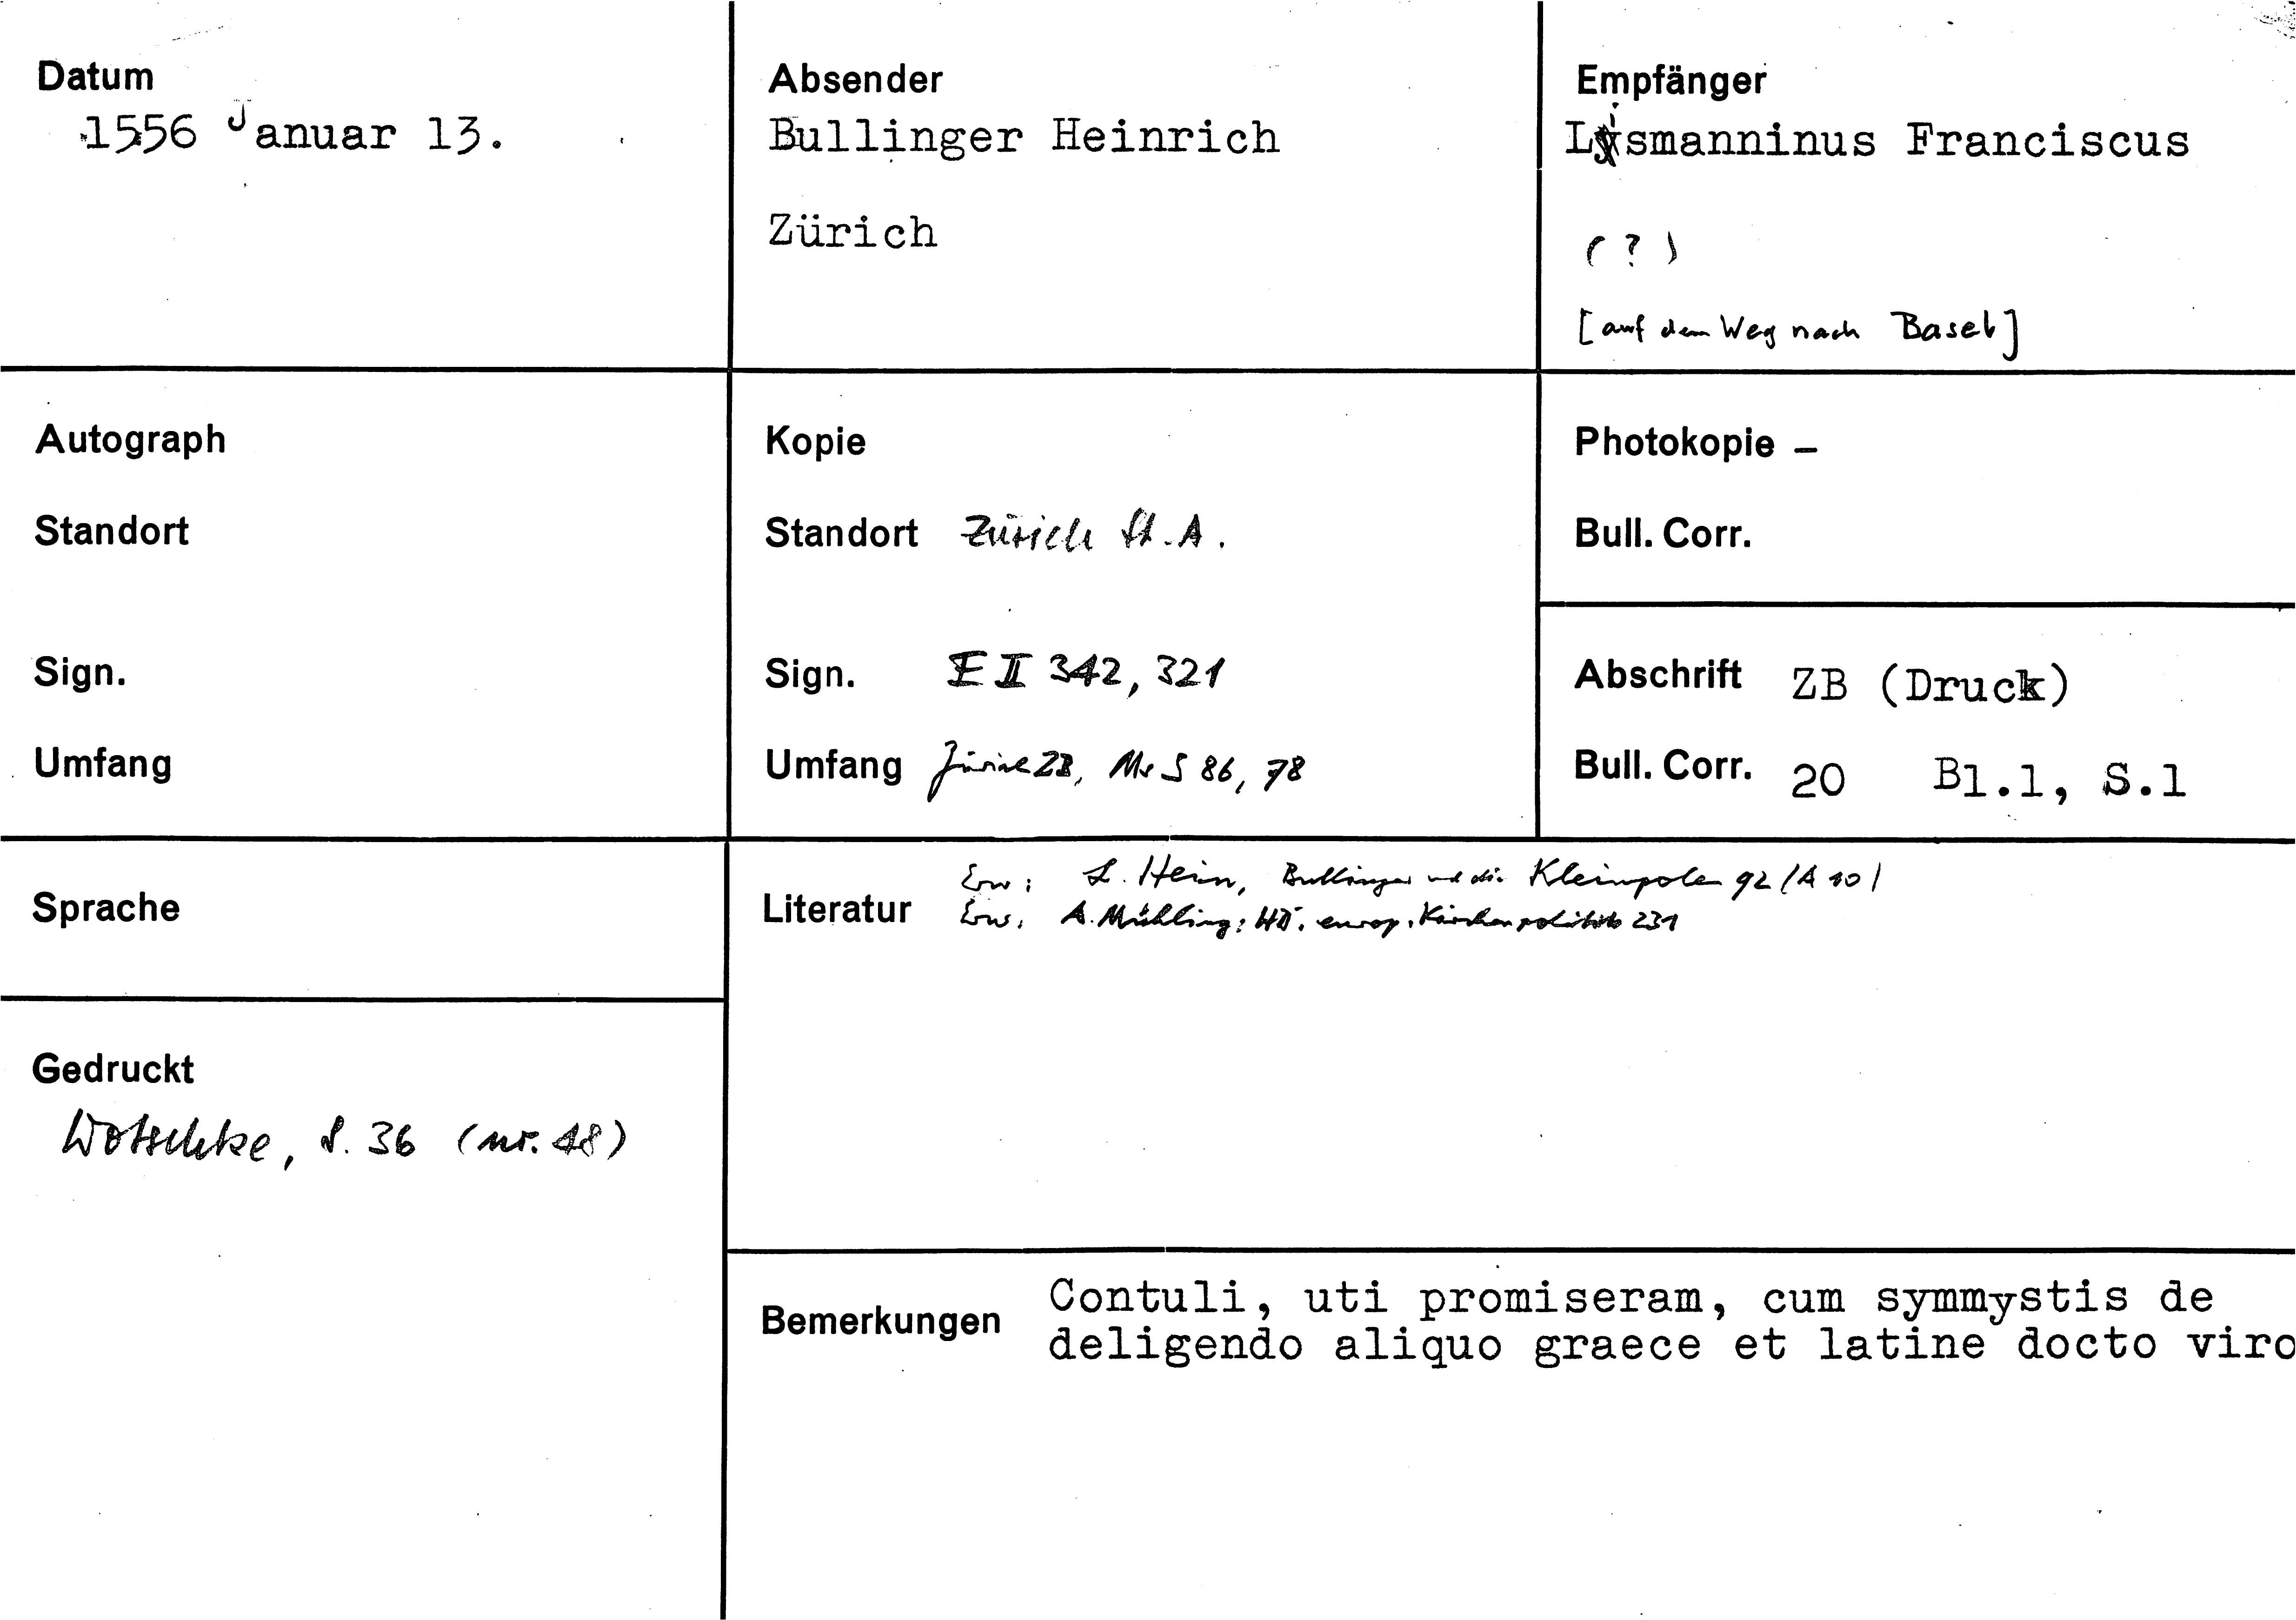 Datum
1556 Januar 13.
Absender
Bullinger Heinrich
Zürich
Empfänger
Lismanninus Franciscus
(?)
[auf dem Weg nach Basel]
Autograph
Standort
Sign.
Umfang
Kopie
Standort Zürich St.A.
Sign. E II 342, 321
Umfang Zürich ZB, Ms S 86, 78
Photokopie –
Bull. Corr.
Abschrift ZB (Druck)
Bull. Corr. 20 Bl.1, S.1
Sprache
Gedruckt
Wotschke, S. 36 (nr. 48)
Literatur
Erw: L. Hein, Bullinger und die Kleinpolen 92 (A 10)
Erw: A. Mühling: europ. Kirchenpolitik 231
Bemerkungen
Contuli, uti promiseram, cum symmystis de
deligendo aliquo graece et latine docto viro